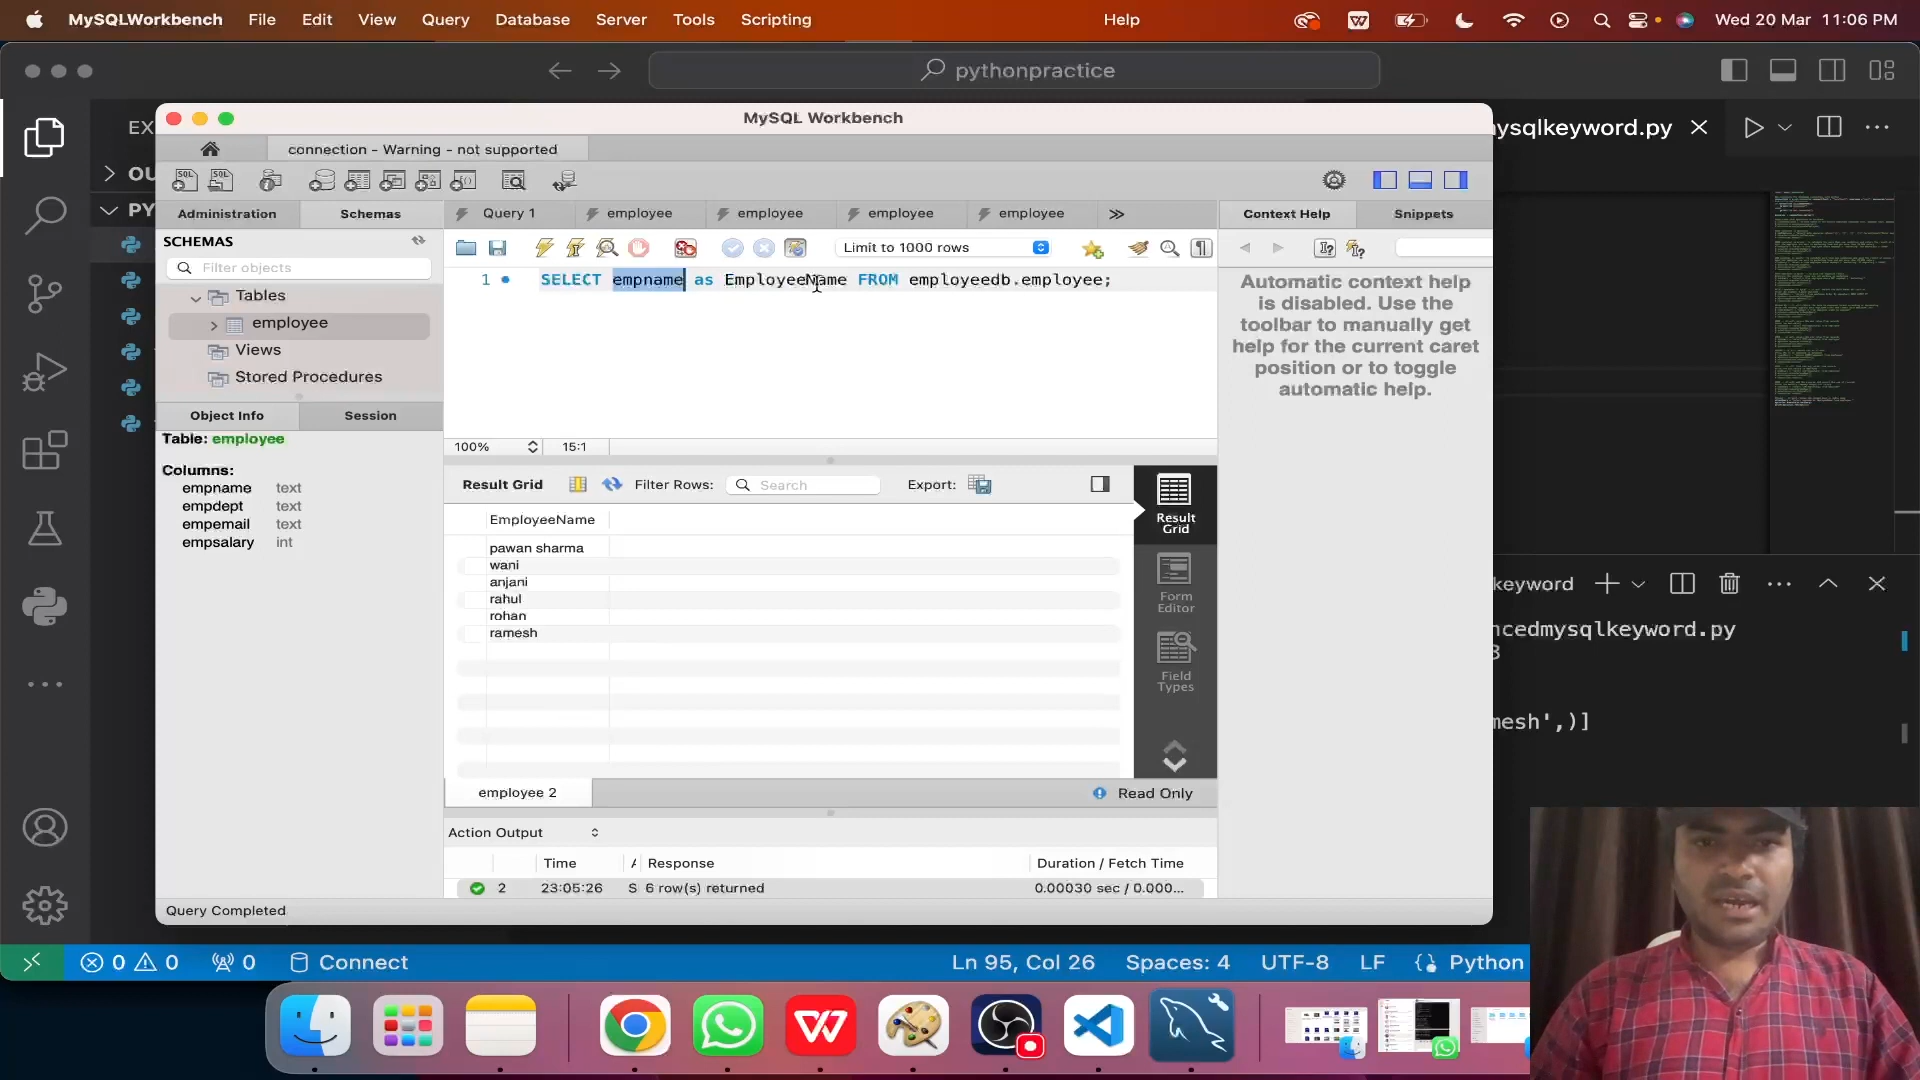 MySQLWorkbench File Edit View Query Database Server Tools Scripting Help Wed 20 Mar 11:06 PM
pythonpractice
EX
ysqlkeyword.py
OU
PY
MySQL Workbench
connection - Warning - not supported
Administration Schemas
Query 1 employee employee employee employee
Context Help Snippets
SCHEMAS
Filter objects
Limit to 1000 rows
Tables
employee
Views
Stored Procedures
1 SELECT empname as EmployeeName FROM employeedb.employee;
Automatic context help
is disabled. Use the
toolbar to manually get
help for the current caret
position or to toggle
automatic help.
Object Info Session
Table: employee
Columns:
empname text
empdept text
empemail text
empsalary int
100% 15:1
Result Grid Filter Rows: Search Export:
EmployeeName
pawan sharma
wani
anjani
rahul
rohan
ramesh
Result
Grid
Form
Editor
Field
Types
employee 2
Read Only
Action Output
Time Response Duration / Fetch Time
2 23:05:26 S 6 row(s) returned 0.00030 sec / 0.000...
Query Completed
keyword
ncedmysqlkeyword.py
mesh',)]
0 0 0 Connect Ln 95, Col 26 Spaces: 4 UTF-8 LF Python